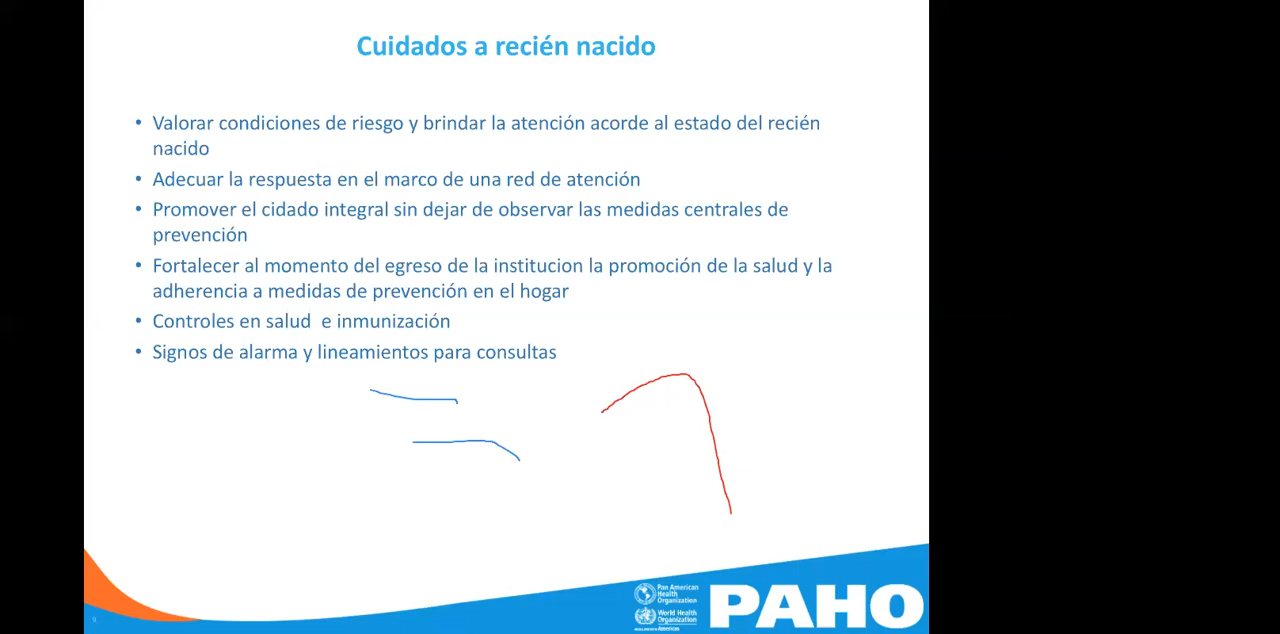 Cuidados a recién nacido
• Valorar condiciones de riesgo y brindar la atención acorde al estado del recién
nacido
• Adecuar la respuesta en el marco de una red de atención
• Promover el cidado integral sin dejar de observar las medidas centrales de
prevención
• Fortalecer al momento del egreso de la institucion la promoción de la salud y la
adherencia a medidas de prevención en el hogar
• Controles en salud e inmunización
• Signos de alarma y lineamientos para consultas
Pan American
Health
Organization
World Health
Organization
Americas
PAHO